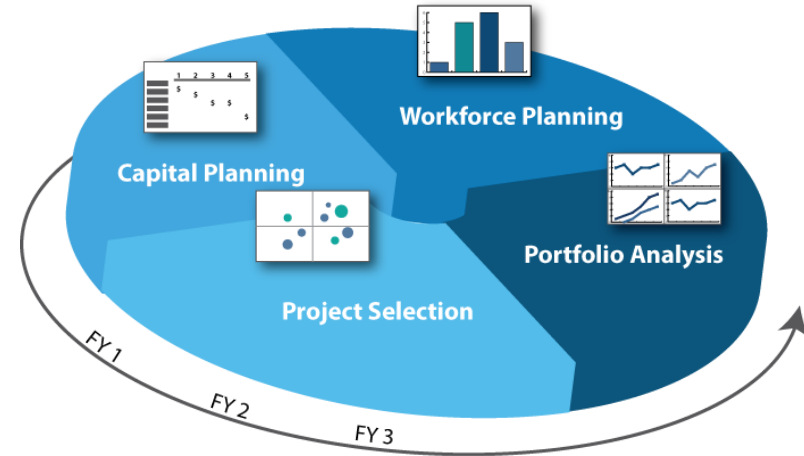 Workforce Planning
1 2 3 4 5
$
$
$ $
$
Capital Planning
Portfolio Analysis
Project Selection
FY 1
FY 2
FY 3